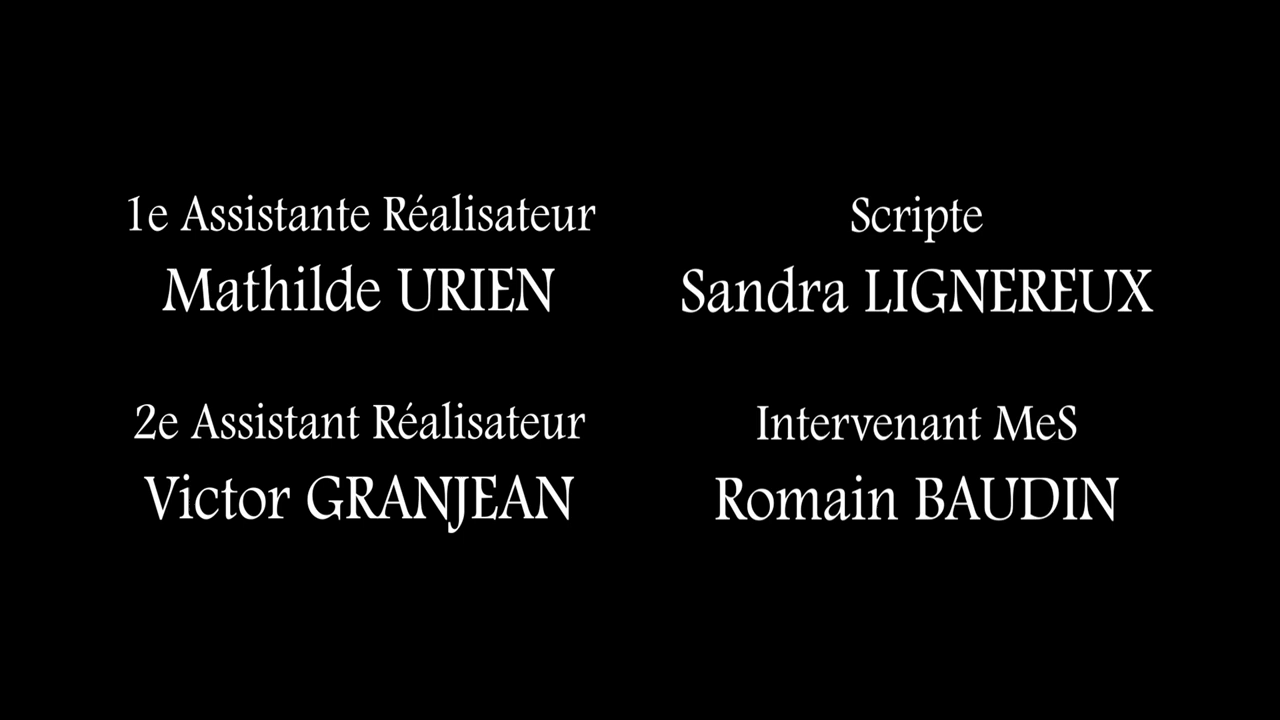 1e Assistante Réalisateur
Mathilde URIEN
2e Assistant Réalisateur
Victor GRANJEAN
Scripte
Sandra LIGNEREUX
Intervenant MeS
Romain BAUDIN